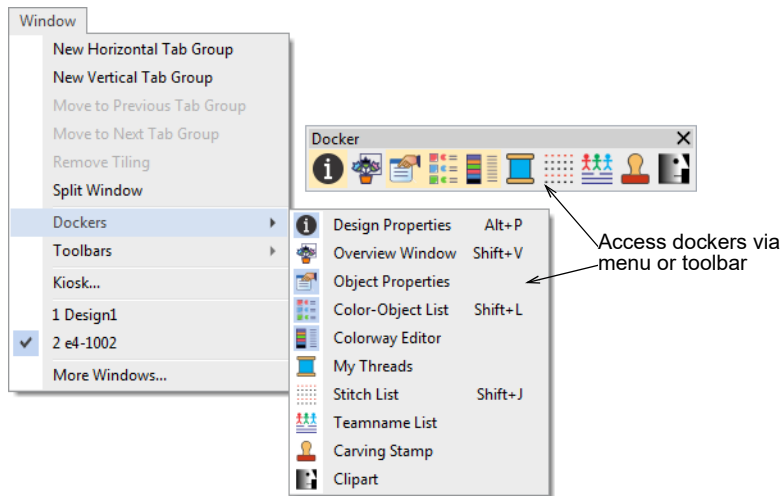 Window
New Horizontal Tab Group
New Vertical Tab Group
Move to Previous Tab Group
Move to Next Tab Group
Remove Tiling
Split Window
Dockers
Toolbars
Kiosk...
1 Design1
2 e4-1002
More Windows...
Docker
Design Properties Alt+P
Overview Window Shift+V
Object Properties
Color-Object List Shift+L
Colorway Editor
My Threads
Stitch List Shift+J
Teamname List
Carving Stamp
Clipart
Access dockers via
menu or toolbar